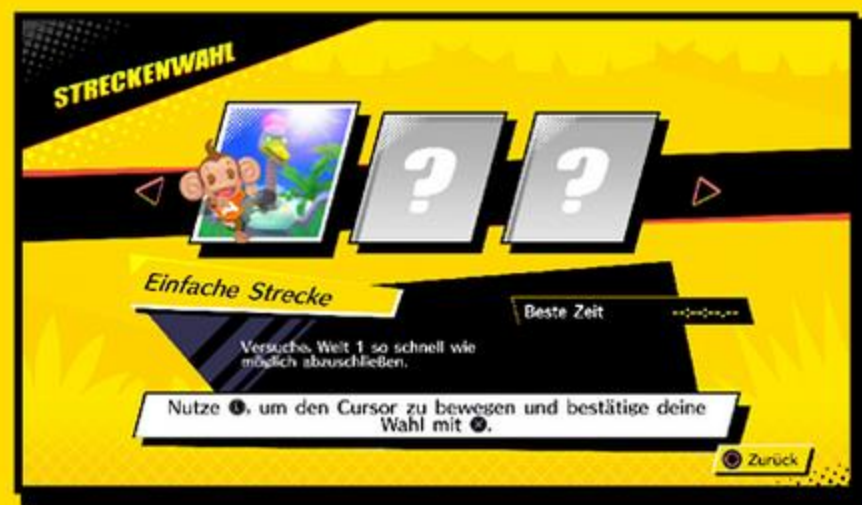 STRECKENWAHL
?
?
Einfache Strecke
Beste Zeit --:--:--.--
Versuche, Welt 1 so schnell wie
möglich abzuschließen.
Nutze L, um den Cursor zu bewegen und bestätige deine
Wahl mit X.
Zurück